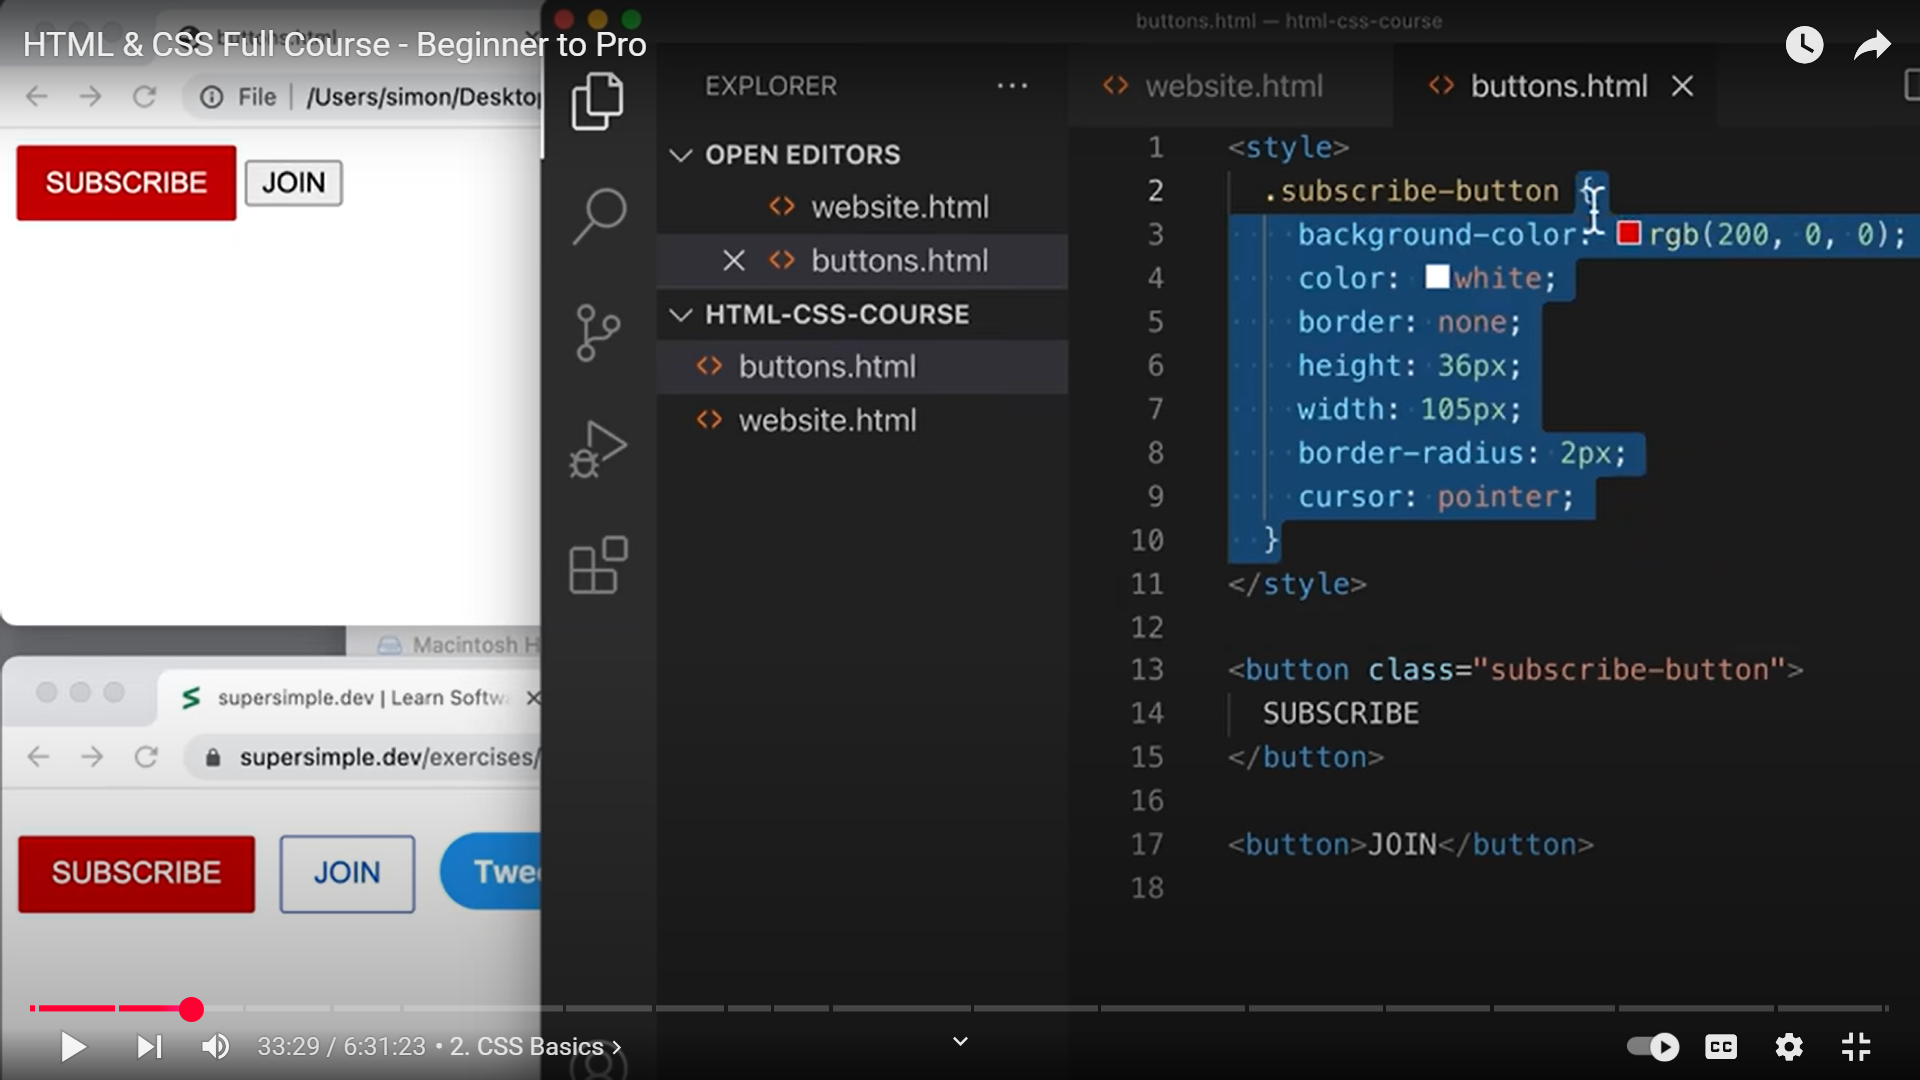 HTML & CSS Full Course - Beginner to Pro
File | /Users/simon/Deskto
SUBSCRIBE JOIN
Macintosh H
supersimple.dev | Learn Softw
supersimple.dev/exercises/
SUBSCRIBE JOIN Twee
buttons.html — html-css-course
EXPLORER
OPEN EDITORS
website.html
buttons.html
HTML-CSS-COURSE
buttons.html
website.html
website.html buttons.html
1 <style>
2 .subscribe-button {
3 background-color: rgb(200, 0, 0);
4 color: white;
5 border: none;
6 height: 36px;
7 width: 105px;
8 border-radius: 2px;
9 cursor: pointer;
10 }
11 </style>
12
13 <button class="subscribe-button">
14 SUBSCRIBE
15 </button>
16
17 <button>JOIN</button>
18
33:29 / 6:31:23 • 2. CSS Basics
CC